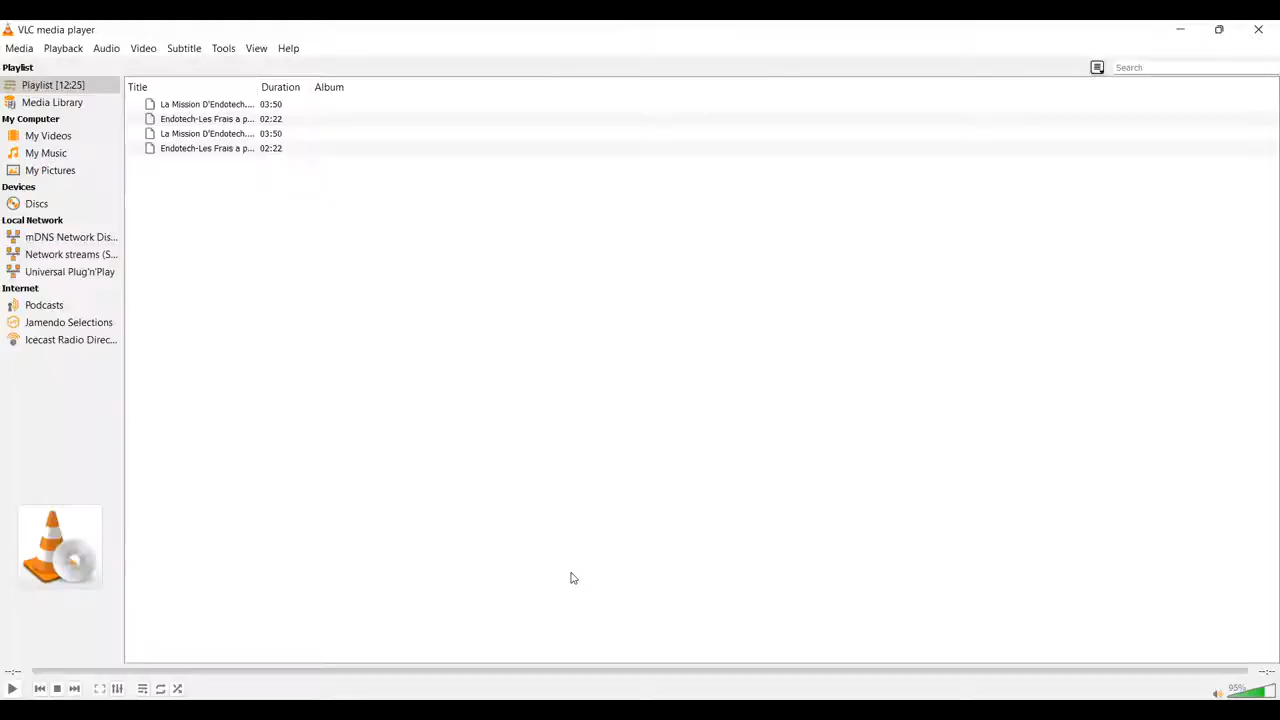 VLC media player
Media Playback Audio Video Subtitle Tools View Help
Playlist
Search
Playlist [12:25]
Media Library
My Computer
My Videos
My Music
My Pictures
Devices
Discs
Local Network
mDNS Network Dis...
Network streams (S...
Universal Plug'n'Play
Internet
Podcasts
Jamendo Selections
Icecast Radio Direc...
Title Duration Album
La Mission D'Endotech.... 03:50
Endotech-Les Frais a p... 02:22
La Mission D'Endotech.... 03:50
Endotech-Les Frais a p... 02:22
--:-- --:--
95%